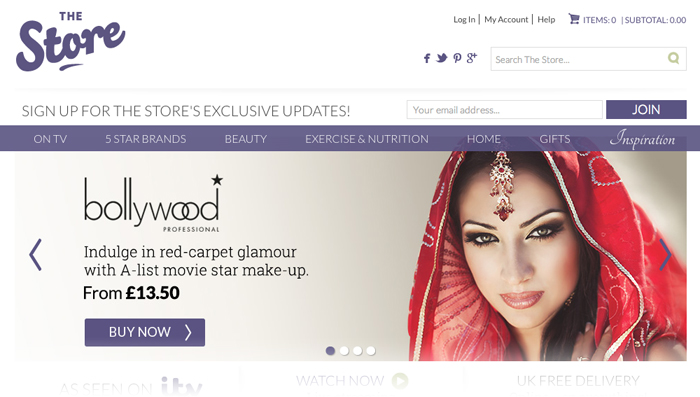 THE
Store
Log In | My Account | Help
ITEMS: 0 | SUBTOTAL: 0.00
Search The Store...
SIGN UP FOR THE STORE'S EXCLUSIVE UPDATES!
Your email address...
JOIN
ON TV
5 STAR BRANDS
BEAUTY
EXERCISE & NUTRITION
HOME
GIFTS
Inspiration
bollywood
PROFESSIONAL
Indulge in red-carpet glamour
with A-list movie star make-up.
From £13.50
BUY NOW
AS SEEN ON itv
WATCH NOW
UK FREE DELIVERY